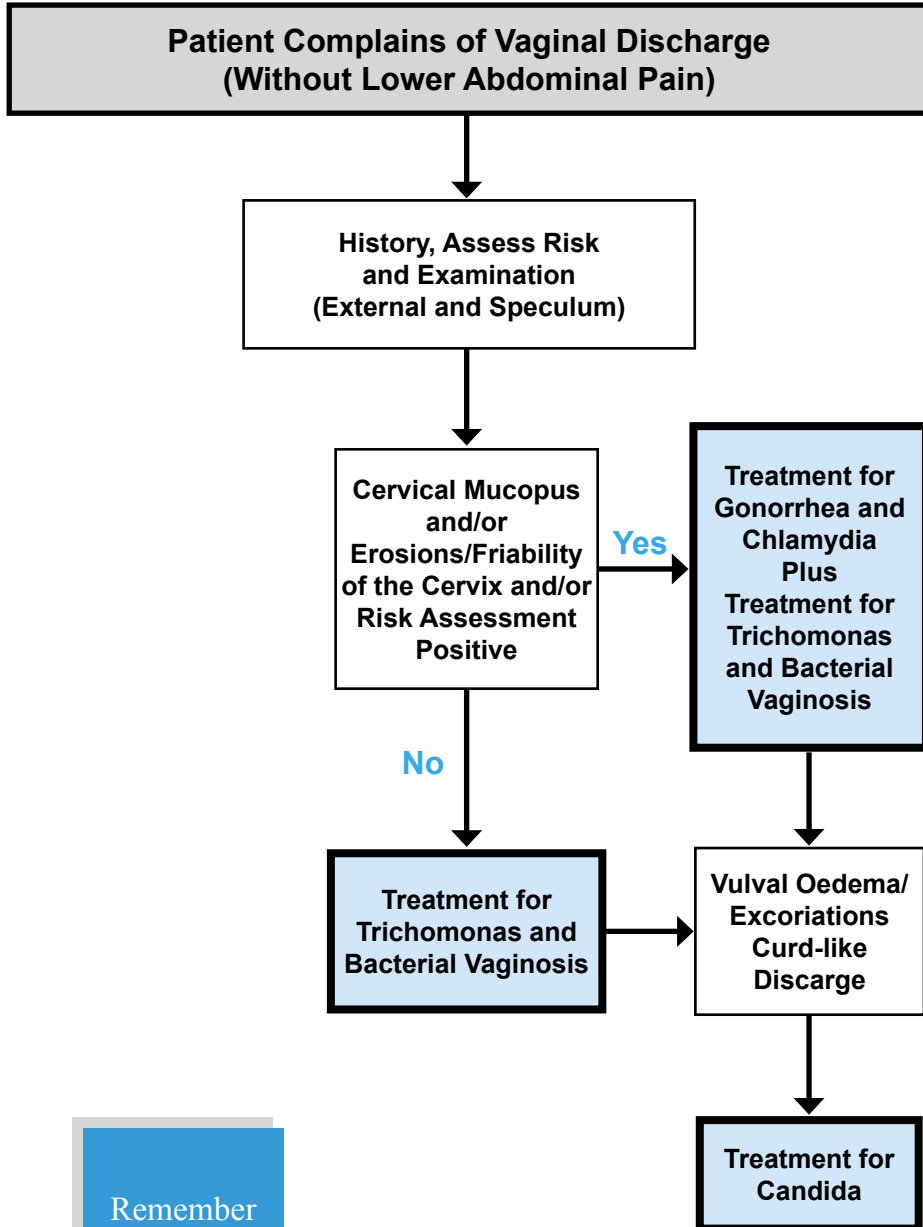 Patient Complains of Vaginal Discharge
(Without Lower Abdominal Pain)
History, Assess Risk
and Examination
(External and Speculum)
Cervical Mucopus
and/or
Erosions/Friability
of the Cervix and/or
Risk Assessment
Positive
Yes
Treatment for
Gonorrhea and
Chlamydia
Plus
Treatment for
Trichomonas
and Bacterial
Vaginosis
No
Treatment for
Trichomonas and
Bacterial Vaginosis
Vulval Oedema/
Excoriations
Curd-like
Discarge
Treatment for
Candida
Remember